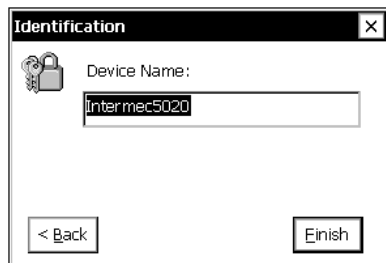 Identification
Device Name:
Intermec5020
< Back
Finish